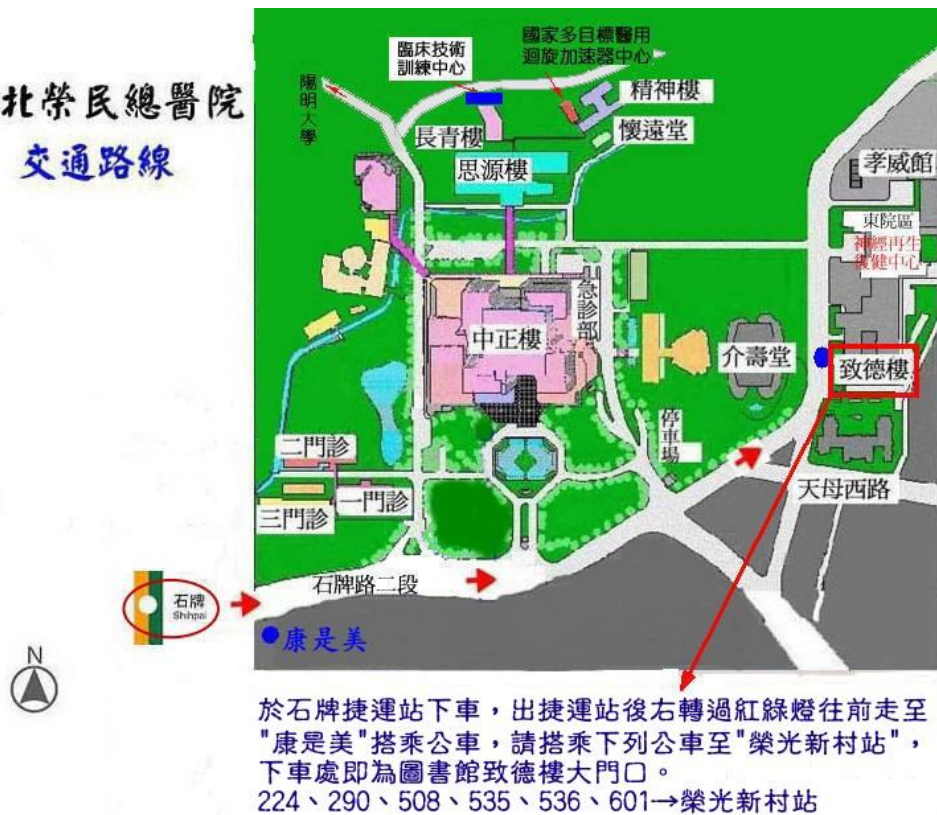 北榮民總醫院
交通路線
臨床技術
訓練中心
國家多目標醫用
迴旋加速器中心
陽明大學
精神樓
長青樓
懷遠堂
思源樓
孝威館
東院區
神經再生
復健中心
急診部
中正樓
介壽堂
致德樓
停車場
二門診
天母西路
一門診
三門診
石牌路二段
石牌
Shihpai
康是美
N
於石牌捷運站下車，出捷運站後右轉過紅綠燈往前走至
"康是美"搭乘公車，請搭乘下列公車至"榮光新村站"，
下車處即為圖書館致德樓大門口。
224、290、508、535、536、601→榮光新村站